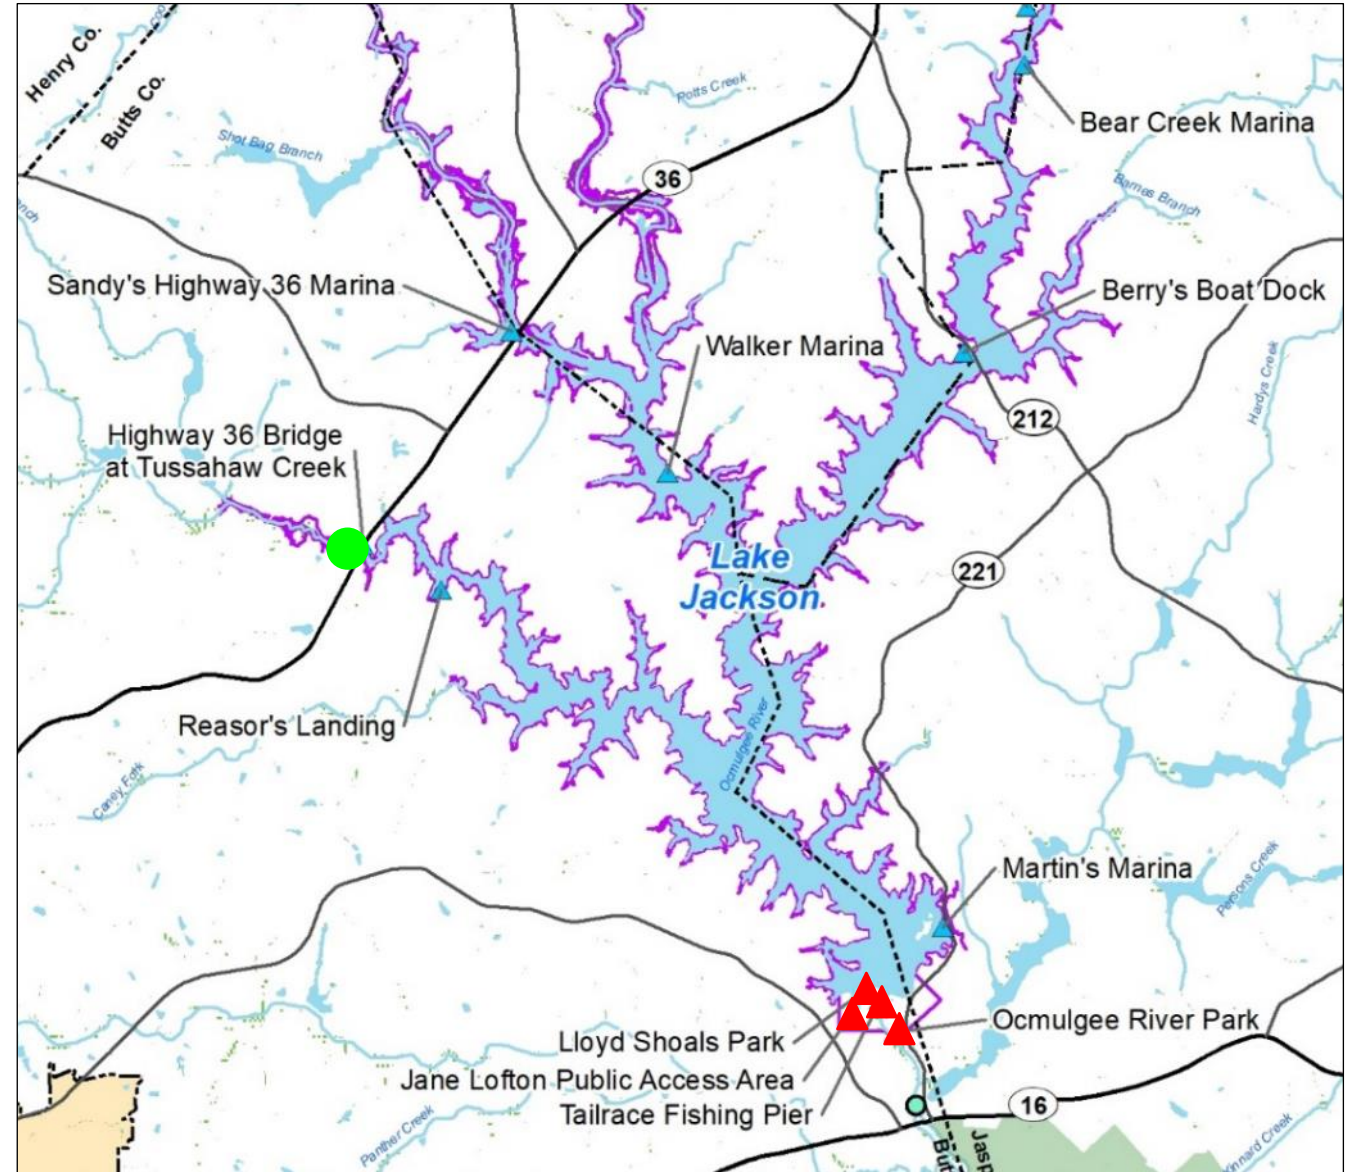 Henry Co.
Butts Co.
Potts Creek
Shot Bag Branch
36
Bear Creek Marina
Barnes Branch
Sandy's Highway 36 Marina
Berry's Boat Dock
Walker Marina
Hardys Creek
212
Highway 36 Bridge
at Tussahaw Creek
Lake
Jackson
221
Reasor's Landing
Ocmulgee River
Caney Fork
Martin's Marina
Persons Creek
Ocmulgee River Park
Lloyd Shoals Park
Jane Lofton Public Access Area
Tailrace Fishing Pier
16
Panther Creek
But
Jasp
Creek